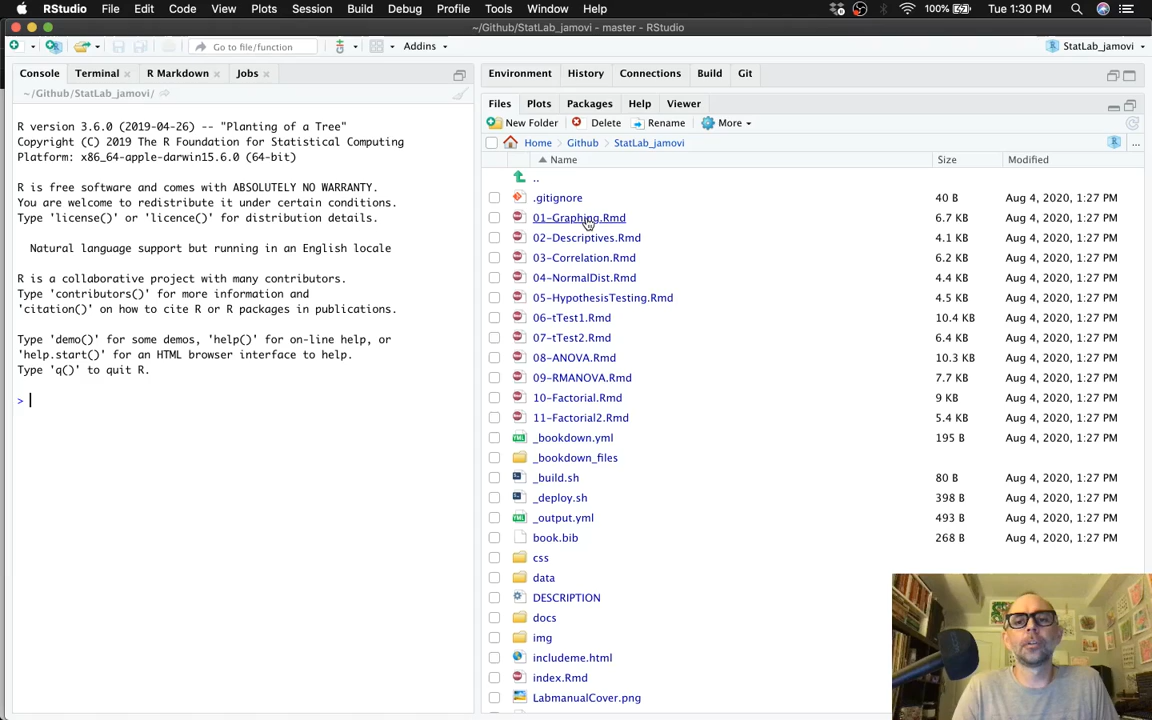 RStudio File Edit Code View Plots Session Build Debug Profile Tools Window Help 100% Tue 1:30 PM
~/Github/StatLab_jamovi - master - RStudio
Go to file/function Addins StatLab_jamovi
Console Terminal R Markdown Jobs
~/Github/StatLab_jamovi/
R version 3.6.0 (2019-04-26) -- "Planting of a Tree"
Copyright (C) 2019 The R Foundation for Statistical Computing
Platform: x86_64-apple-darwin15.6.0 (64-bit)
R is free software and comes with ABSOLUTELY NO WARRANTY.
You are welcome to redistribute it under certain conditions.
Type 'license()' or 'licence()' for distribution details.
Natural language support but running in an English locale
R is a collaborative project with many contributors.
Type 'contributors()' for more information and
'citation()' on how to cite R or R packages in publications.
Type 'demo()' for some demos, 'help()' for on-line help, or
'help.start()' for an HTML browser interface to help.
Type 'q()' to quit R.
>
Environment History Connections Build Git
Files Plots Packages Help Viewer
New Folder Delete Rename More
Home Github StatLab_jamovi ...
Name Size Modified
..
.gitignore 40 B Aug 4, 2020, 1:27 PM
01-Graphing.Rmd 6.7 KB Aug 4, 2020, 1:27 PM
02-Descriptives.Rmd 4.1 KB Aug 4, 2020, 1:27 PM
03-Correlation.Rmd 6.2 KB Aug 4, 2020, 1:27 PM
04-NormalDist.Rmd 4.4 KB Aug 4, 2020, 1:27 PM
05-HypothesisTesting.Rmd 4.5 KB Aug 4, 2020, 1:27 PM
06-tTest1.Rmd 10.4 KB Aug 4, 2020, 1:27 PM
07-tTest2.Rmd 6.4 KB Aug 4, 2020, 1:27 PM
08-ANOVA.Rmd 10.3 KB Aug 4, 2020, 1:27 PM
09-RMANOVA.Rmd 7.7 KB Aug 4, 2020, 1:27 PM
10-Factorial.Rmd 9 KB Aug 4, 2020, 1:27 PM
11-Factorial2.Rmd 5.4 KB Aug 4, 2020, 1:27 PM
_bookdown.yml 195 B Aug 4, 2020, 1:27 PM
_bookdown_files
_build.sh 80 B Aug 4, 2020, 1:27 PM
_deploy.sh 398 B Aug 4, 2020, 1:27 PM
_output.yml 493 B Aug 4, 2020, 1:27 PM
book.bib 268 B Aug 4, 2020, 1:27 PM
css
data
DESCRIPTION
docs
img
includeme.html
index.Rmd
LabmanualCover.png